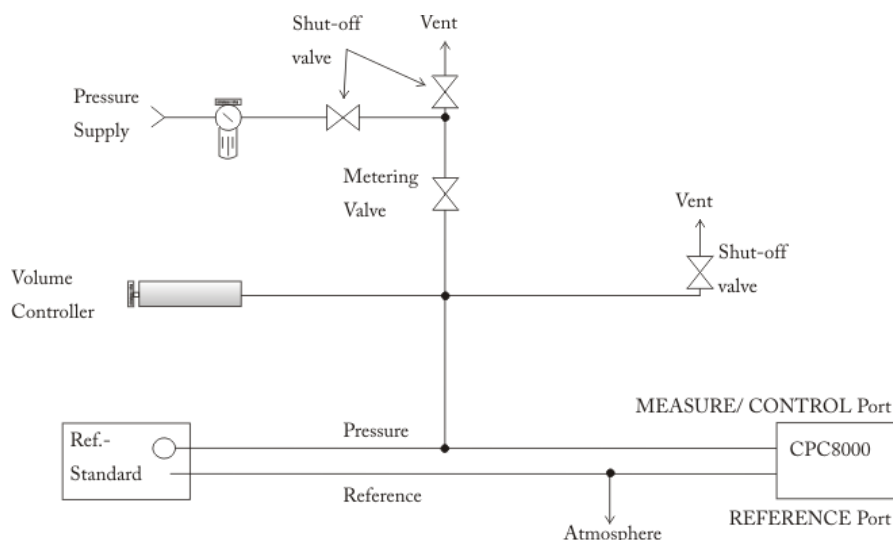 Shut-off
valve
Vent
Pressure
Supply
Metering
Valve
Vent
Shut-off
valve
Volume
Controller
MEASURE/ CONTROL Port
Ref.-
Standard
Pressure
CPC8000
Reference
REFERENCE Port
Atmosphere